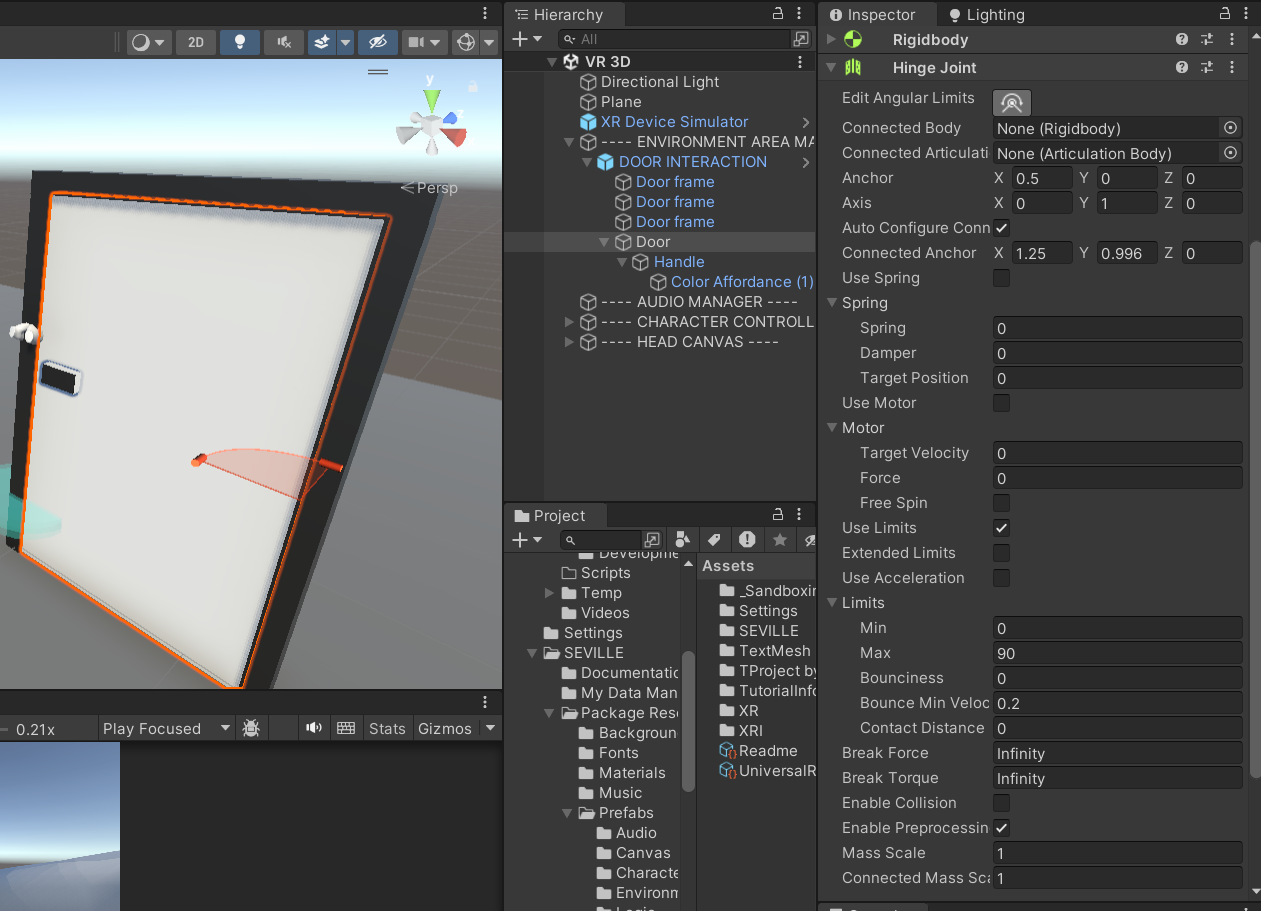 2D
y
z
Persp
0.21x
Play Focused
Stats
Gizmos
Hierarchy
All
VR 3D
Directional Light
Plane
XR Device Simulator
---- ENVIRONMENT AREA MA
DOOR INTERACTION
Door frame
Door frame
Door frame
Door
Handle
Color Affordance (1)
---- AUDIO MANAGER ----
---- CHARACTER CONTROLL
---- HEAD CANVAS ----
Project
Developme
Scripts
Temp
Videos
Settings
SEVILLE
Documentatic
My Data Man
Package Reso
Backgroun
Fonts
Materials
Music
Prefabs
Audio
Canvas
Characte
Environm
Assets
_Sandboxin
Settings
SEVILLE
TextMesh
TProject by
TutorialInfo
XR
XRI
Readme
UniversalR
Inspector
Lighting
Rigidbody
Hinge Joint
Edit Angular Limits
Connected Body None (Rigidbody)
Connected Articulati None (Articulation Body)
Anchor X 0.5 Y 0 Z 0
Axis X 0 Y 1 Z 0
Auto Configure Conn
Connected Anchor X 1.25 Y 0.996 Z 0
Use Spring
Spring
Spring 0
Damper 0
Target Position 0
Use Motor
Motor
Target Velocity 0
Force 0
Free Spin
Use Limits
Extended Limits
Use Acceleration
Limits
Min 0
Max 90
Bounciness 0
Bounce Min Veloc 0.2
Contact Distance 0
Break Force Infinity
Break Torque Infinity
Enable Collision
Enable Preprocessin
Mass Scale 1
Connected Mass Sca 1